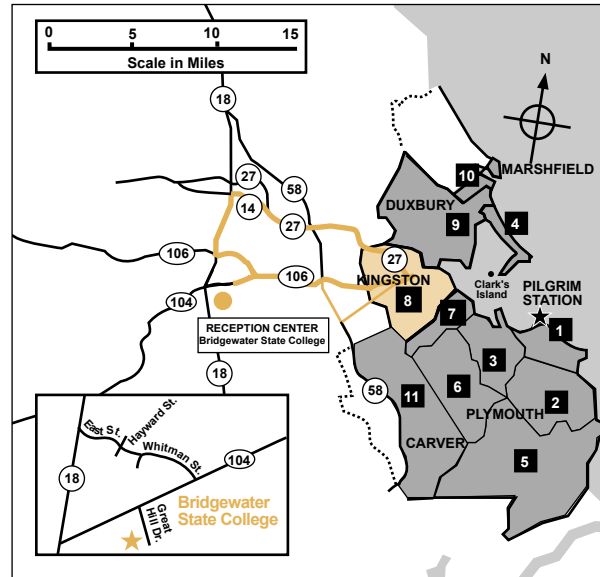 0 5 10 15
Scale in Miles
N
18
27
58
14
27
27
106
106
104
18
58
10
MARSHFIELD
DUXBURY
9
4
KINGSTON
8
Clark's
Island
PILGRIM
STATION
7
1
3
11
6
2
PLYMOUTH
CARVER
5
RECEPTION CENTER
Bridgewater State College
East St.
Hayward St.
Whitman St.
104
18
Great
Hill Dr.
Bridgewater
State College